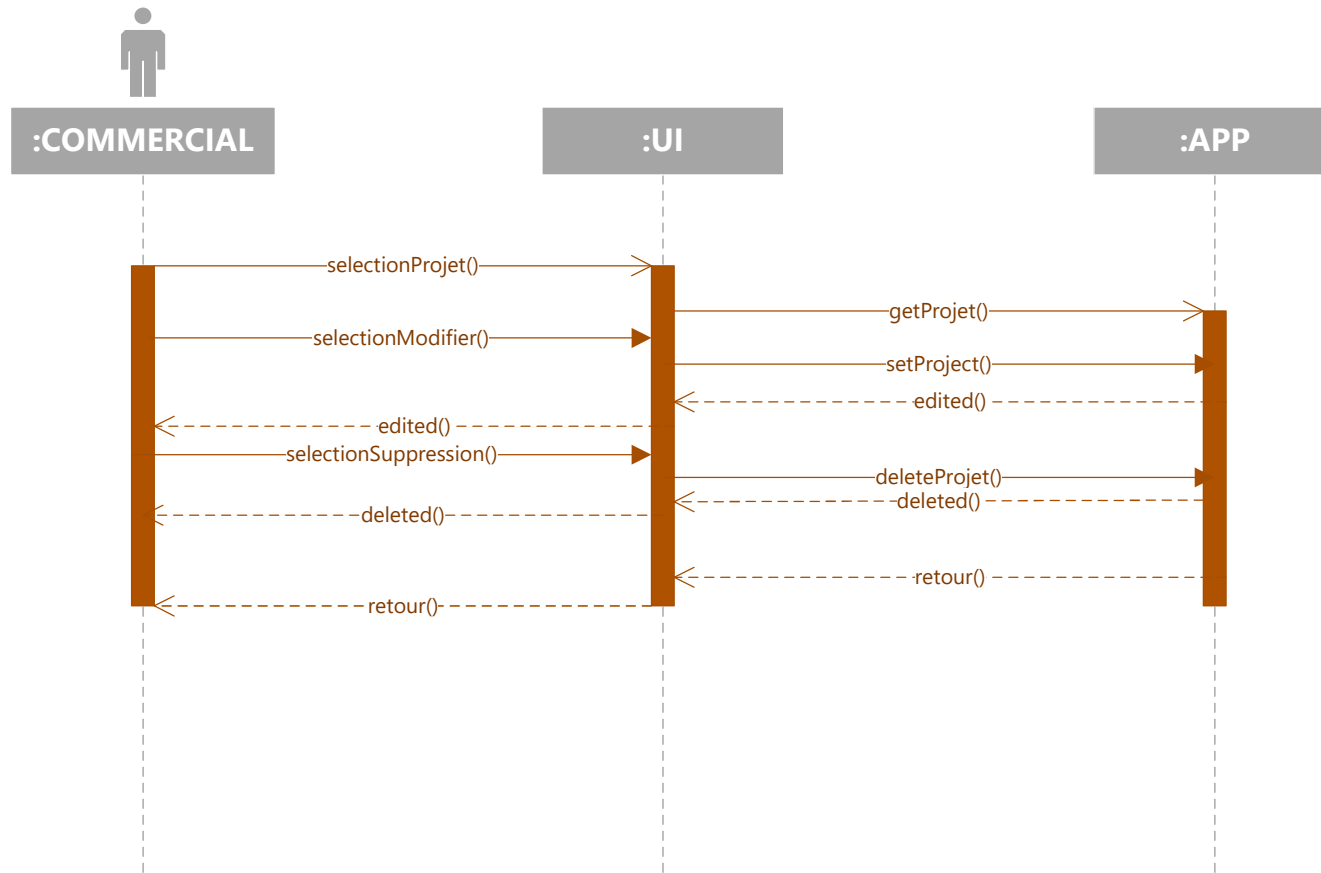 :COMMERCIAL
:UI
:APP
selectionProjet()
getProjet()
selectionModifier()
setProject()
edited()
edited()
selectionSuppression()
deleteProjet()
deleted()
deleted()
retour()
retour()